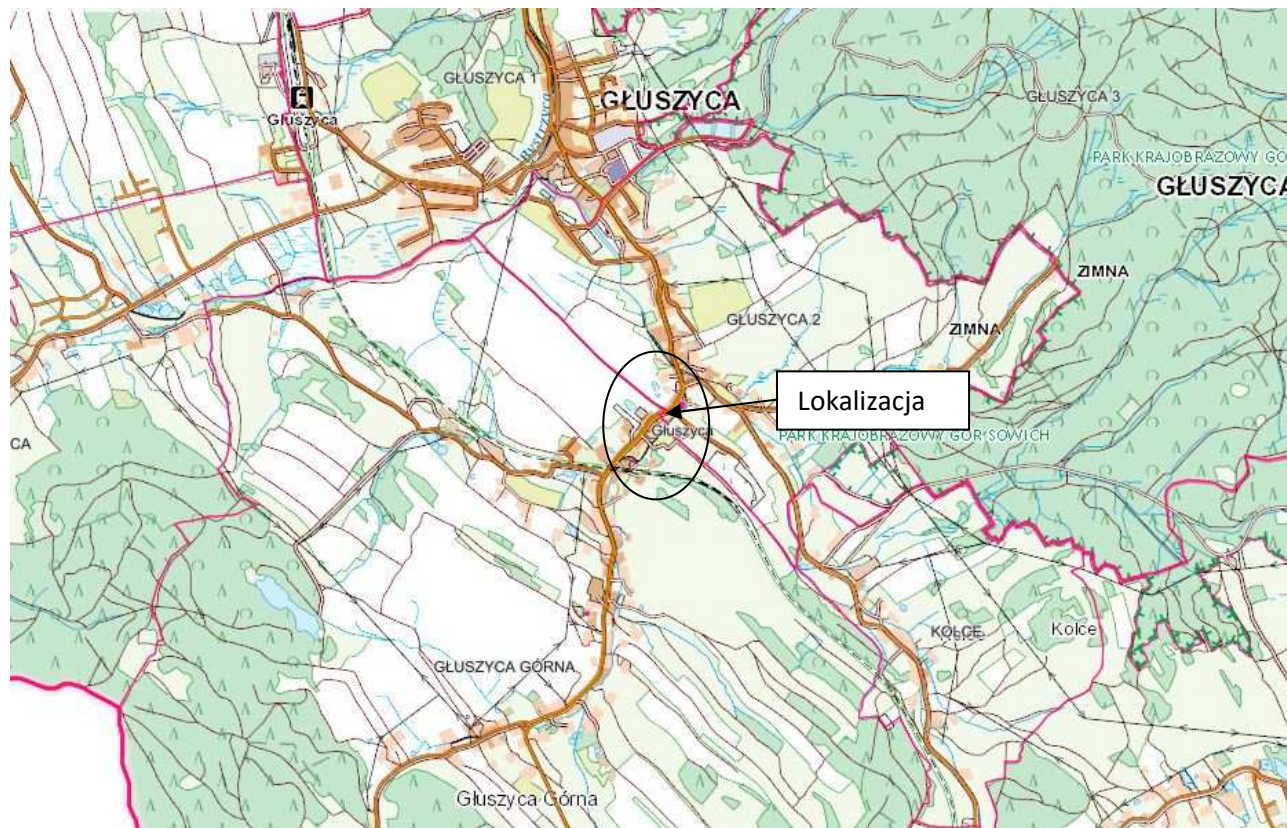 GŁUSZYCA 1
GŁUSZYCA
GŁUSZYCA 3
Głuszyca
PARK KRAJOBRAZOWY GÓ
GŁUSZYCA
ZIMNA
GŁUSZYCA 2
ZIMNA
Lokalizacja
CA
Głuszyca
PARK KRAJOBRAZOWY GÓR SOWICH
KOLCE
Kolce
GŁUSZYCA GÓRNA
Głuszyca Górna